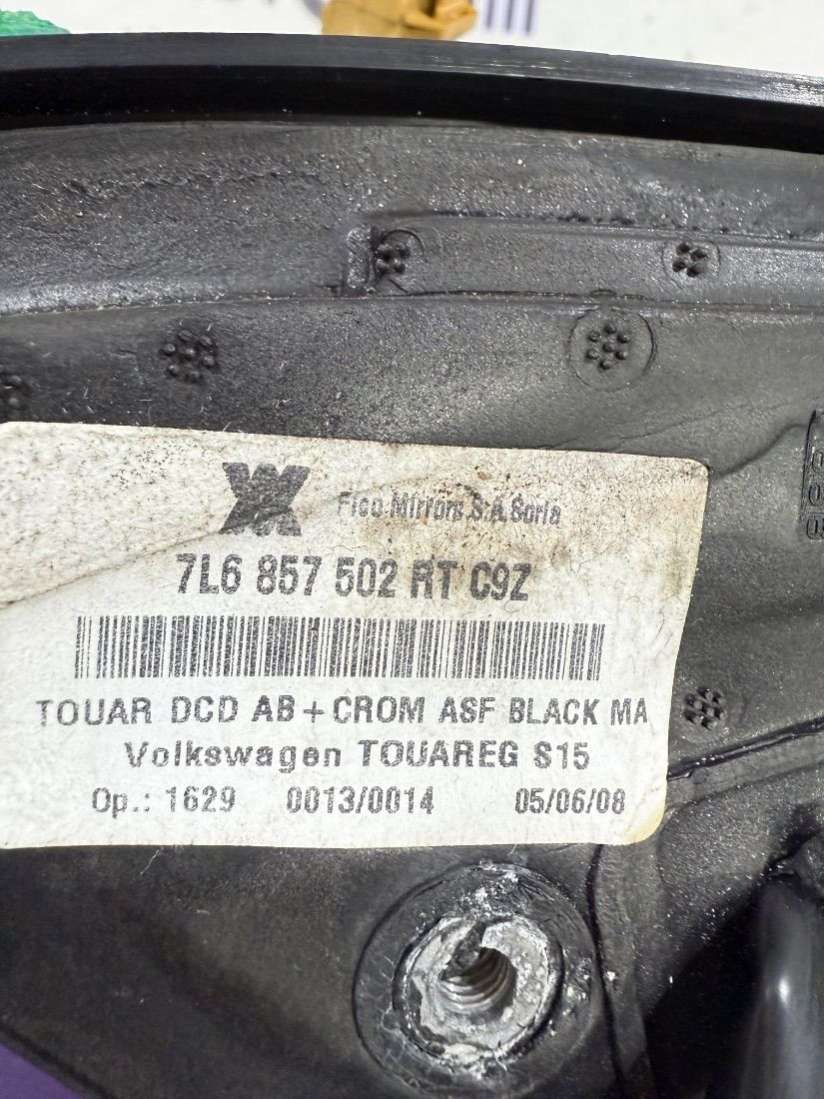 Fico Mirrors S.A. Soria
7L6 857 502 RT C9Z
TOUAR DCD AB+CROM ASF BLACK MA
Volkswagen TOUAREG S15
Op.: 1629 0013/0014 05/06/08